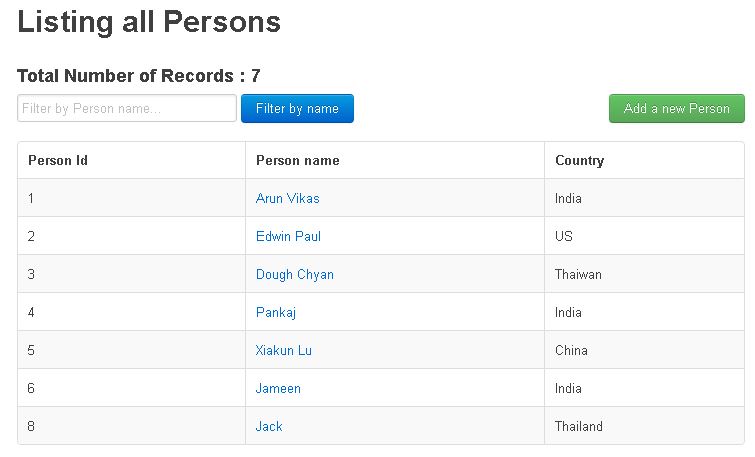 Listing all Persons
Total Number of Records : 7
Filter by Person name... Filter by name Add a new Person
Person Id Person name Country
1 Arun Vikas India
2 Edwin Paul US
3 Dough Chyan Thaiwan
4 Pankaj India
5 Xiakun Lu China
6 Jameen India
8 Jack Thailand